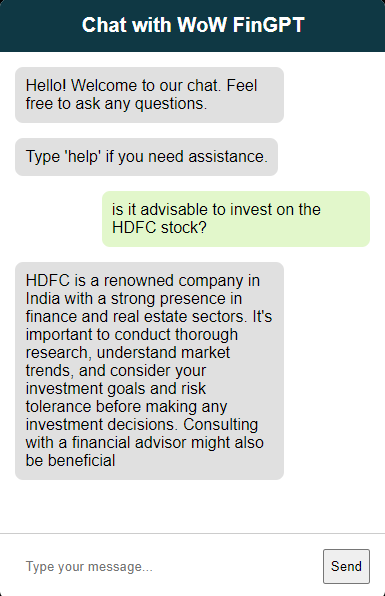 Chat with WoW FinGPT
Hello! Welcome to our chat. Feel
free to ask any questions.
Type 'help' if you need assistance.
is it advisable to invest on the
HDFC stock?
HDFC is a renowned company in
India with a strong presence in
finance and real estate sectors. It's
important to conduct thorough
research, understand market
trends, and consider your
investment goals and risk
tolerance before making any
investment decisions. Consulting
with a financial advisor might also
be beneficial
Type your message...
Send